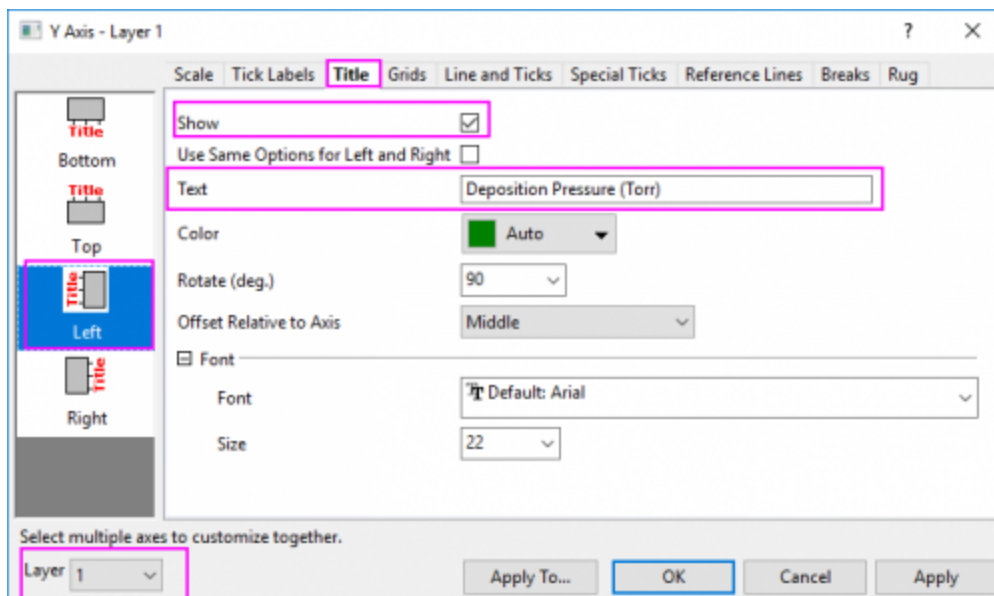 Y Axis - Layer 1
?
Scale Tick Labels Title Grids Line and Ticks Special Ticks Reference Lines Breaks Rug
Title
Bottom
Title
Top
Title
Left
Title
Right
Show
Use Same Options for Left and Right
Text Deposition Pressure (Torr)
Color Auto
Rotate (deg.) 90
Offset Relative to Axis Middle
Font
Font Default: Arial
Size 22
Select multiple axes to customize together.
Layer 1 Apply To... OK Cancel Apply